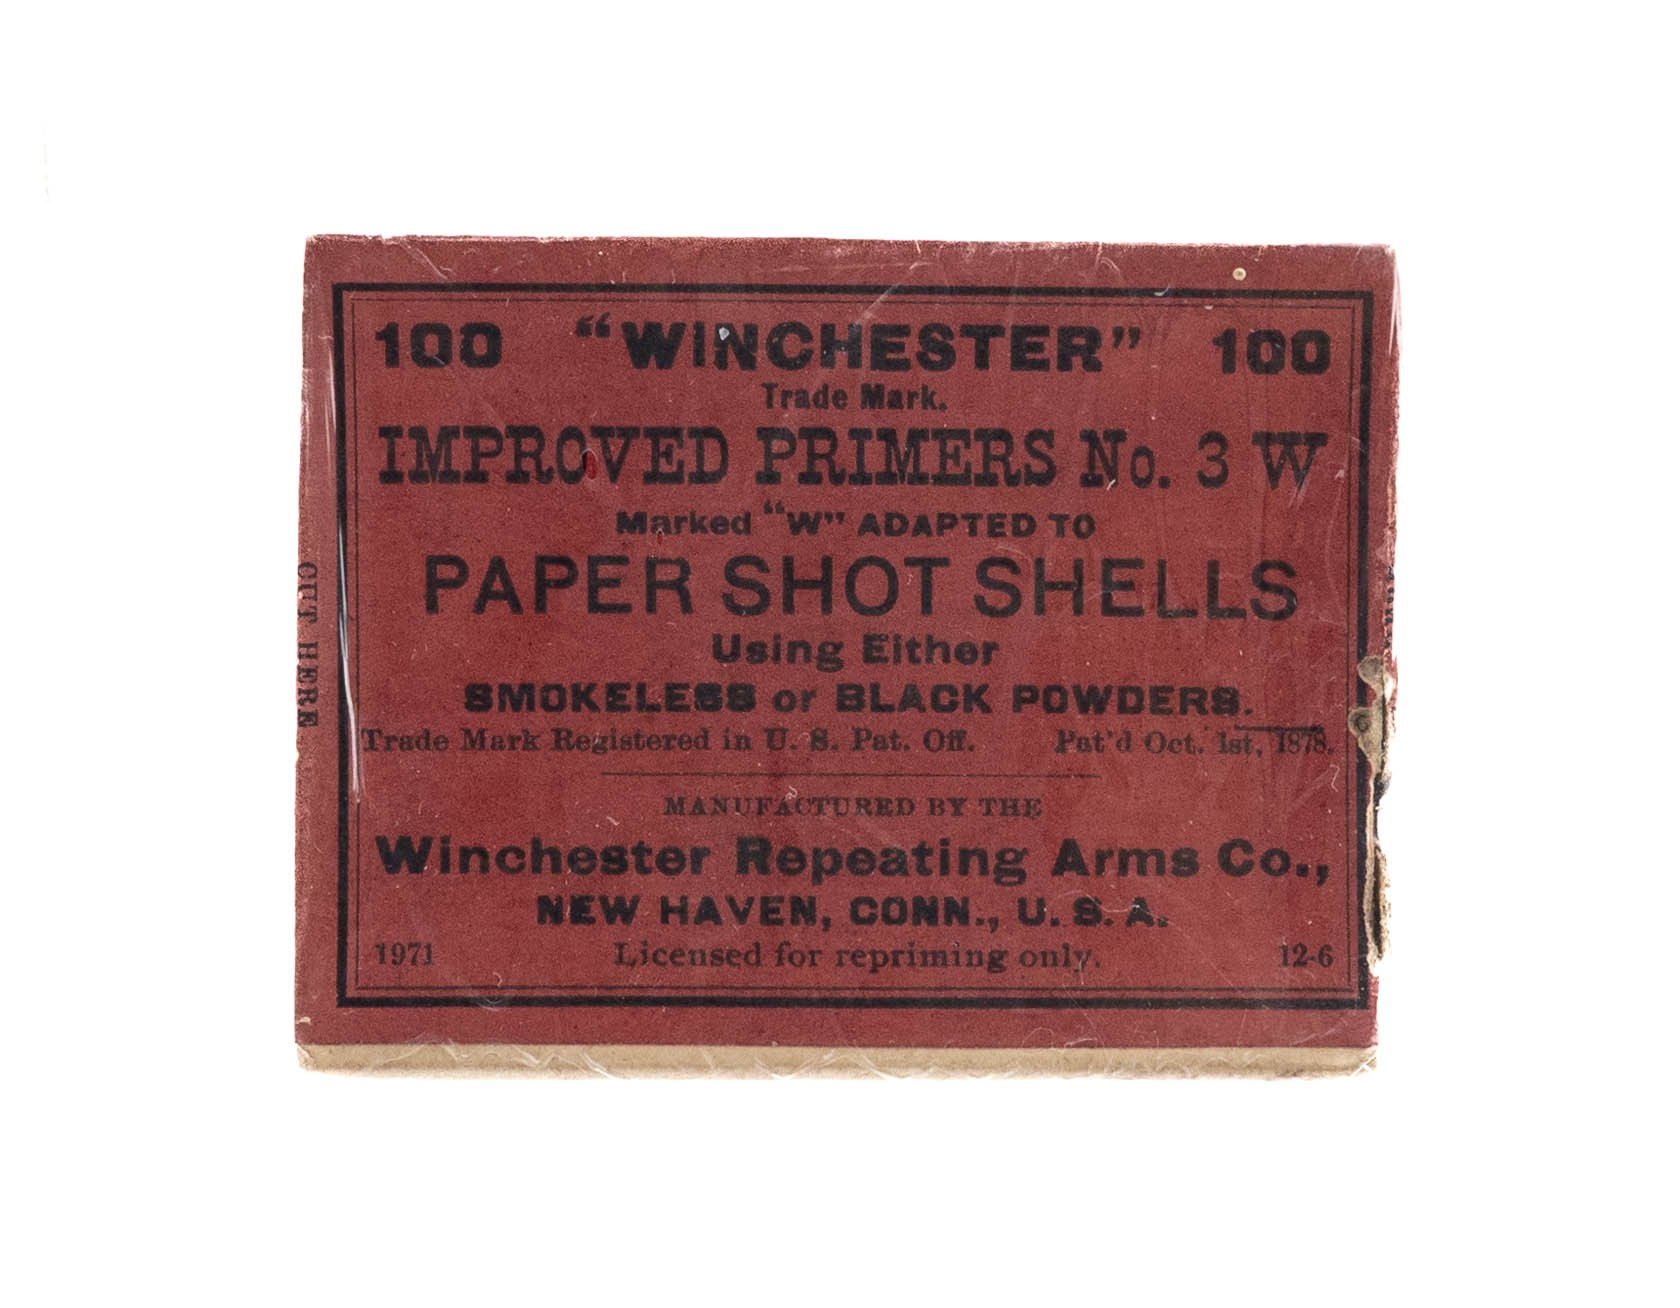 100 "WINCHESTER" 100
Trade Mark.
IMPROVED PRIMERS No. 3 W
Marked "W" ADAPTED TO
PAPER SHOT SHELLS
Using Either
SMOKELESS or BLACK POWDERS.
Trade Mark Registered in U. S. Pat. Off. Pat'd Oct. 1st, 1878.
MANUFACTURED BY THE
Winchester Repeating Arms Co.,
NEW HAVEN, CONN., U. S. A.
1971 Licensed for repriming only. 12-6
CUT HERE